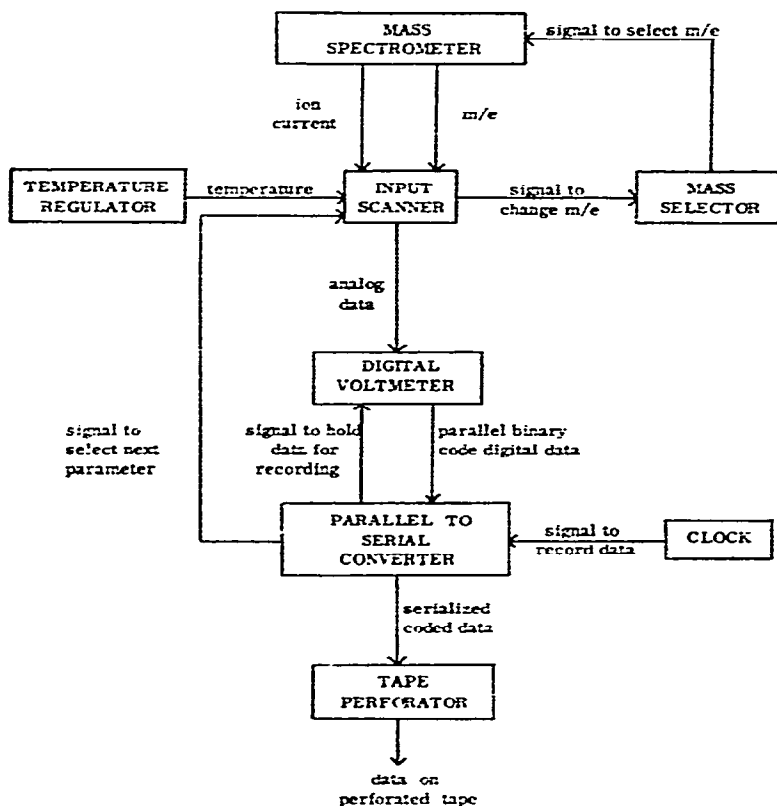 MASS
SPECTROMETER
signal to select m/e
ion
current
m/e
TEMPERATURE
REGULATOR
temperature
INPUT
SCANNER
signal to
change m/e
MASS
SELECTOR
analog
data
DIGITAL
VOLTMETER
signal to
select next
parameter
signal to hold
data for
recording
parallel binary
code digital data
PARALLEL TO
SERIAL
CONVERTER
signal to
record data
CLOCK
serialized
coded data
TAPE
PERFORATOR
data on
perforated tape